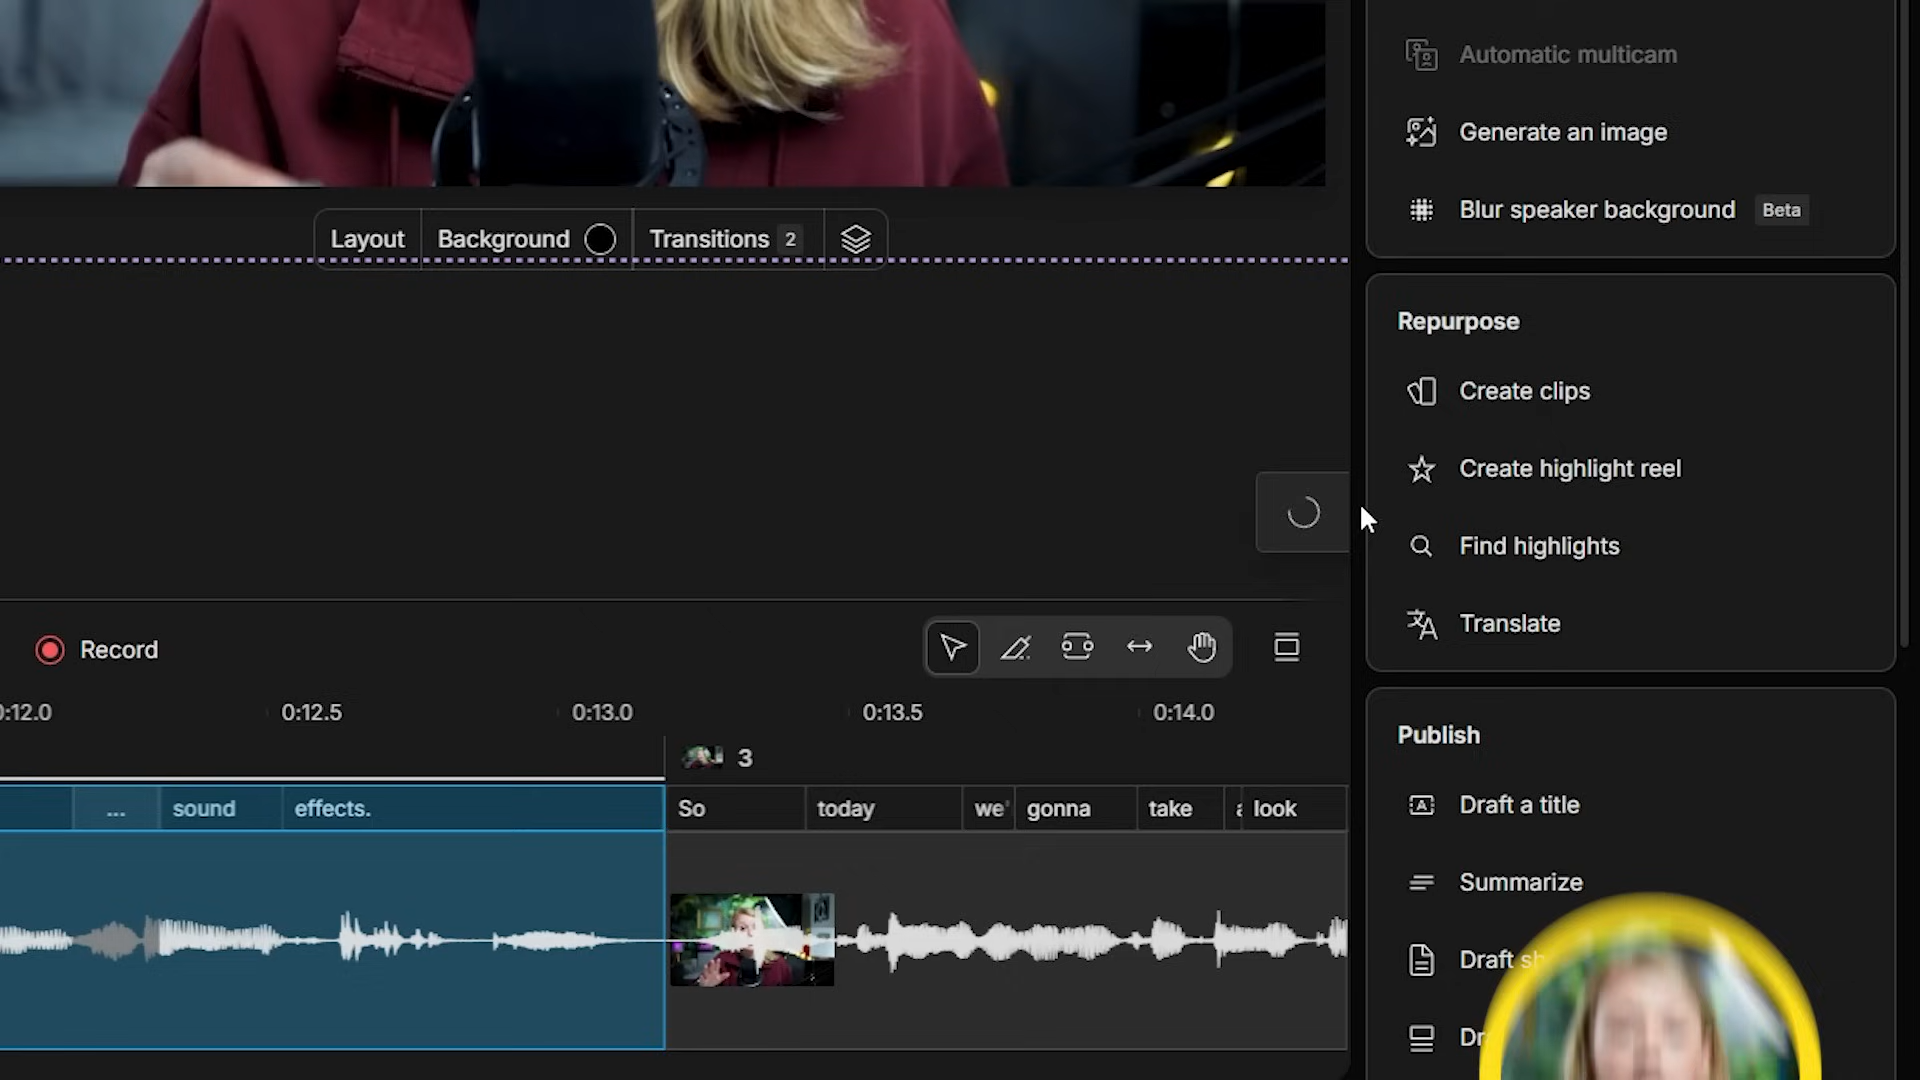 Automatic multicam
Generate an image
Blur speaker background Beta
Layout Background Transitions 2
Repurpose
Create clips
Create highlight reel
Find highlights
Translate
Record
0:12.5 0:13.0 0:13.5 0:14.0
3
... sound effects. So today we' gonna take look
Publish
Draft a title
Summarize
Draft